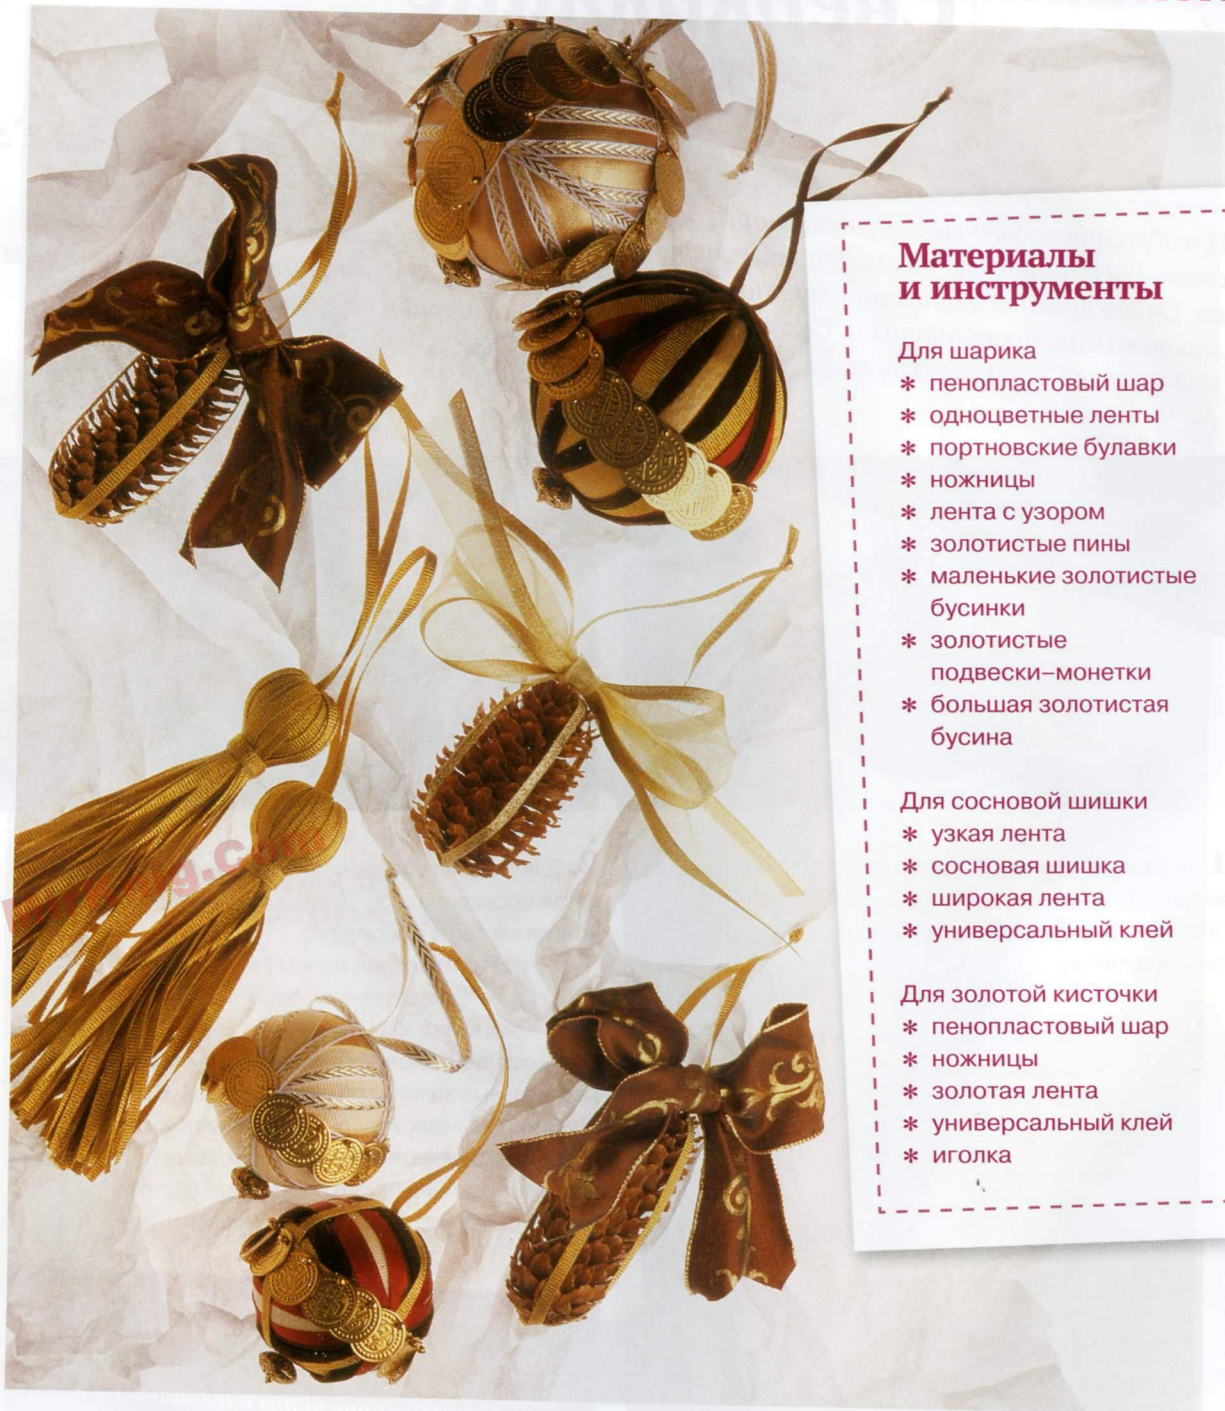 Материалы
и инструменты
Для шарика
* пенопластовый шар
* одноцветные ленты
* портновские булавки
* ножницы
* лента с узором
* золотистые пины
* маленькие золотистые
бусинки
* золотистые
подвески-монетки
* большая золотистая
бусина
Для сосновой шишки
* узкая лента
* сосновая шишка
* широкая лента
* универсальный клей
Для золотой кисточки
* пенопластовый шар
* ножницы
* золотая лента
* универсальный клей
* иголка